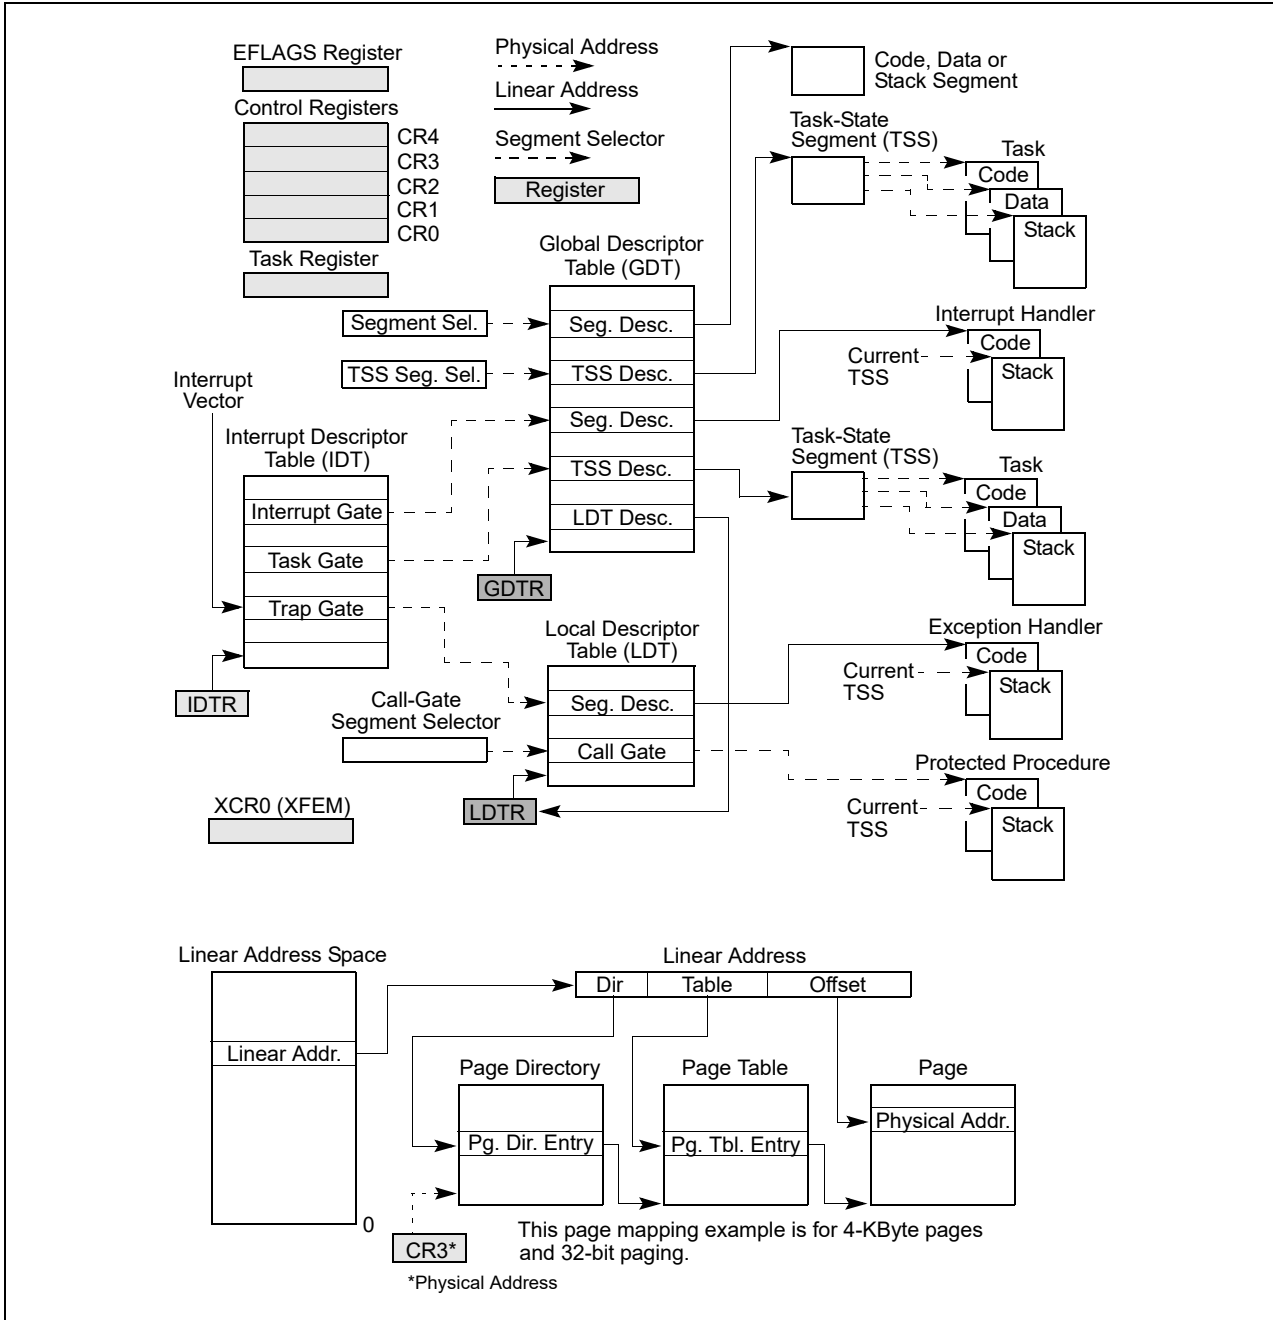 EFLAGS Register
Control Registers
CR4
CR3
CR2
CR1
CR0
Task Register
Physical Address
Linear Address
Segment Selector
Register
Global Descriptor
Table (GDT)
Segment Sel.
Seg. Desc.
TSS Seg. Sel.
TSS Desc.
Seg. Desc.
TSS Desc.
LDT Desc.
GDTR
Code, Data or
Stack Segment
Task-State
Segment (TSS)
Task
Code
Data
Stack
Interrupt Handler
Code
Current
TSS
Stack
Task-State
Segment (TSS)
Task
Code
Data
Stack
Interrupt
Vector
Interrupt Descriptor
Table (IDT)
Interrupt Gate
Task Gate
Trap Gate
IDTR
Local Descriptor
Table (LDT)
Call-Gate
Segment Selector
Seg. Desc.
Call Gate
LDTR
XCR0 (XFEM)
Exception Handler
Code
Current
TSS
Stack
Protected Procedure
Code
Current
TSS
Stack
Linear Address Space
Linear Addr.
0
Linear Address
Dir
Table
Offset
Page Directory
Pg. Dir. Entry
Page Table
Pg. Tbl. Entry
Page
Physical Addr.
CR3*
*Physical Address
This page mapping example is for 4-KByte pages
and 32-bit paging.